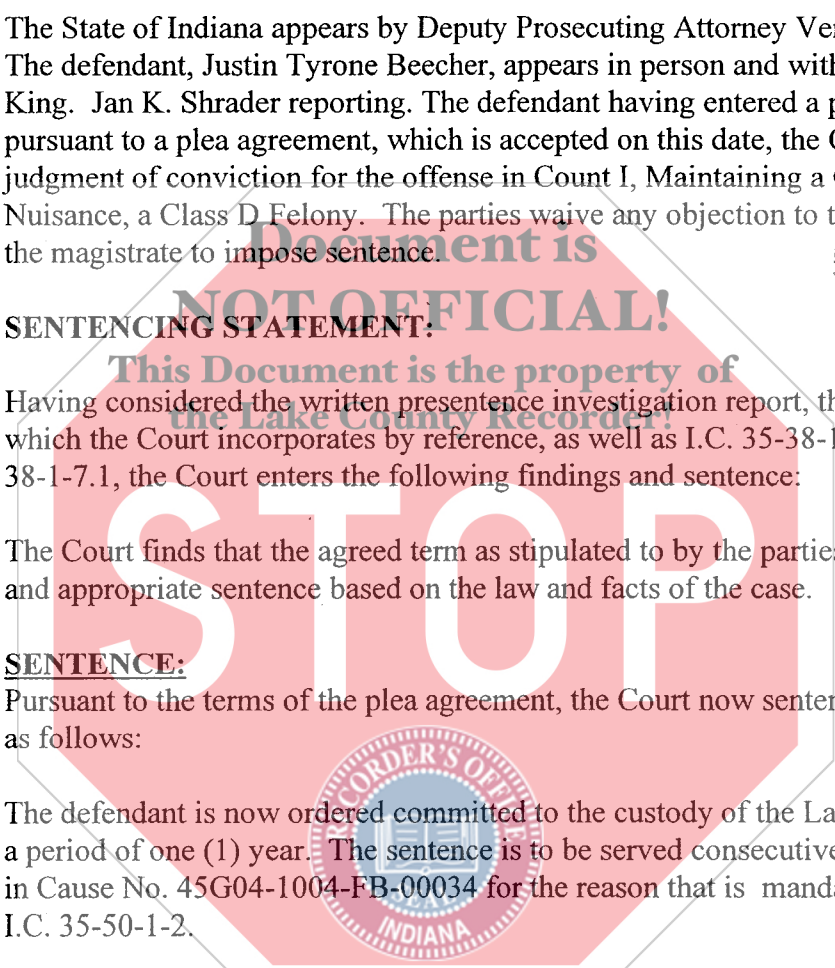 The State of Indiana appears by Deputy Prosecuting Attorney Ver
The defendant, Justin Tyrone Beecher, appears in person and with
King. Jan K. Shrader reporting. The defendant having entered a p
pursuant to a plea agreement, which is accepted on this date, the C
judgment of conviction for the offense in Count I, Maintaining a
Nuisance, a Class D Felony. The parties waive any objection to t
Document is
the magistrate to impose sentence.
NOT OFFICIAL!
SENTENCING STATEMENT:
This Document is the property of
the Lake County Recorder!
Having considered the written presentence investigation report, th
which the Court incorporates by reference, as well as I.C. 35-38-1
38-1-7.1, the Court enters the following findings and sentence:
STOP
The Court finds that the agreed term as stipulated to by the parties
and appropriate sentence based on the law and facts of the case.
SENTENCE:
Pursuant to the terms of the plea agreement, the Court now senten
as follows:
RECORDER'S OFFICE
SEAL
INDIANA
The defendant is now ordered committed to the custody of the La
a period of one (1) year. The sentence is to be served consecutive
in Cause No. 45G04-1004-FB-00034 for the reason that is manda
I.C. 35-50-1-2.